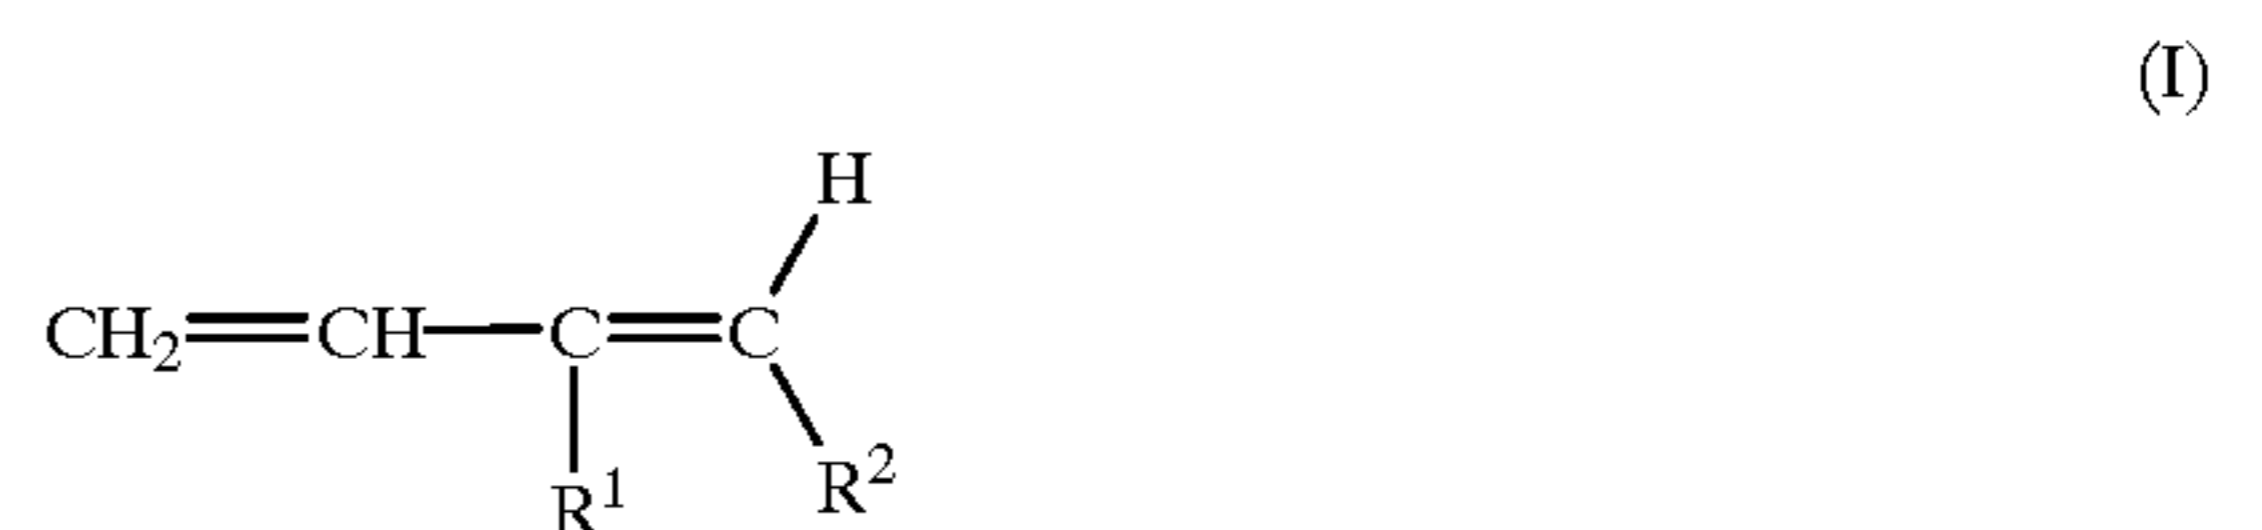 (I)
H
CH2=CH—C=C
R1
R2